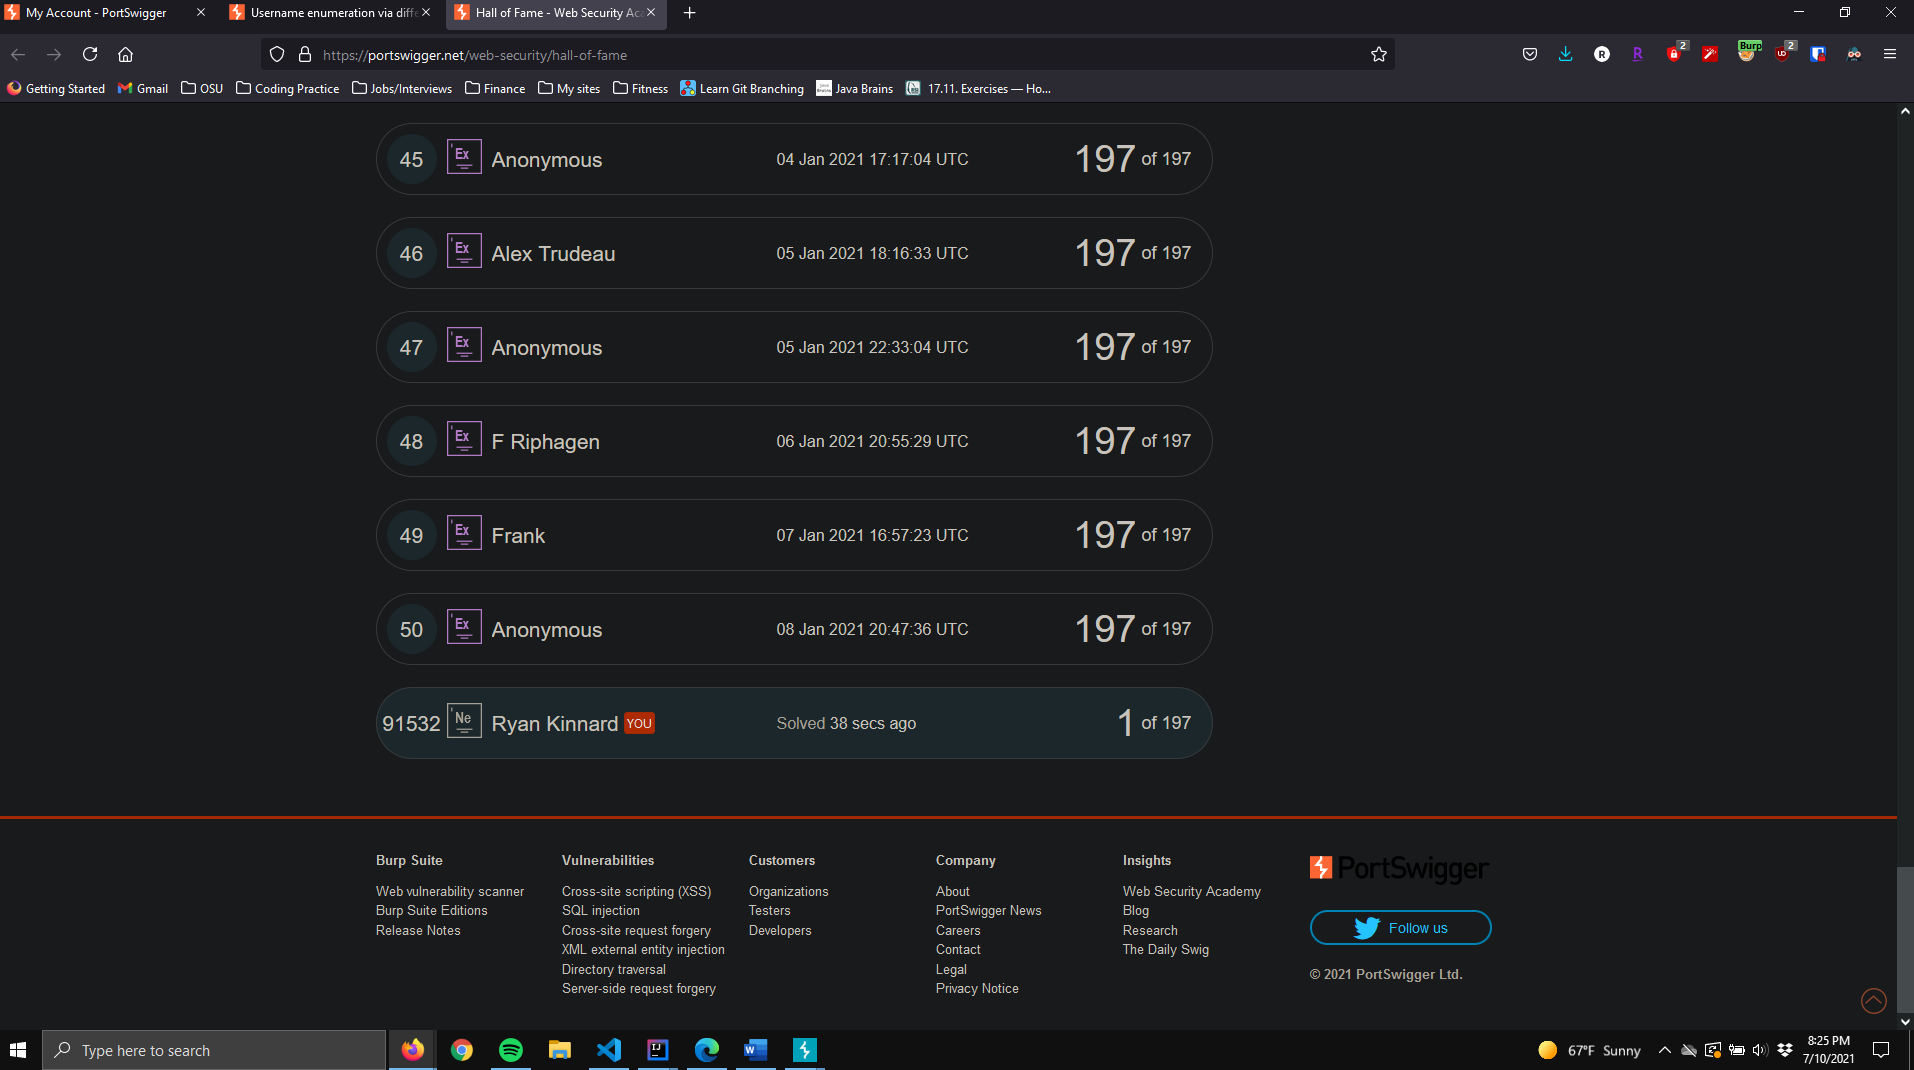 My Account - PortSwigger
Username enumeration via diffe
Hall of Fame - Web Security Aca
https://portswigger.net/web-security/hall-of-fame
2
Burp
2
Getting Started Gmail OSU Coding Practice Jobs/Interviews Finance My sites Fitness Learn Git Branching Java Brains 17.11. Exercises — Ho...
45 Ex Anonymous 04 Jan 2021 17:17:04 UTC 197 of 197
46 Ex Alex Trudeau 05 Jan 2021 18:16:33 UTC 197 of 197
47 Ex Anonymous 05 Jan 2021 22:33:04 UTC 197 of 197
48 Ex F Riphagen 06 Jan 2021 20:55:29 UTC 197 of 197
49 Ex Frank 07 Jan 2021 16:57:23 UTC 197 of 197
50 Ex Anonymous 08 Jan 2021 20:47:36 UTC 197 of 197
91532 Ne Ryan Kinnard YOU Solved 38 secs ago 1 of 197
Burp Suite
Web vulnerability scanner
Burp Suite Editions
Release Notes
Vulnerabilities
Cross-site scripting (XSS)
SQL injection
Cross-site request forgery
XML external entity injection
Directory traversal
Server-side request forgery
Customers
Organizations
Testers
Developers
Company
About
PortSwigger News
Careers
Contact
Legal
Privacy Notice
Insights
Web Security Academy
Blog
Research
The Daily Swig
PortSwigger
Follow us
© 2021 PortSwigger Ltd.
Type here to search
67°F Sunny
8:25 PM
7/10/2021